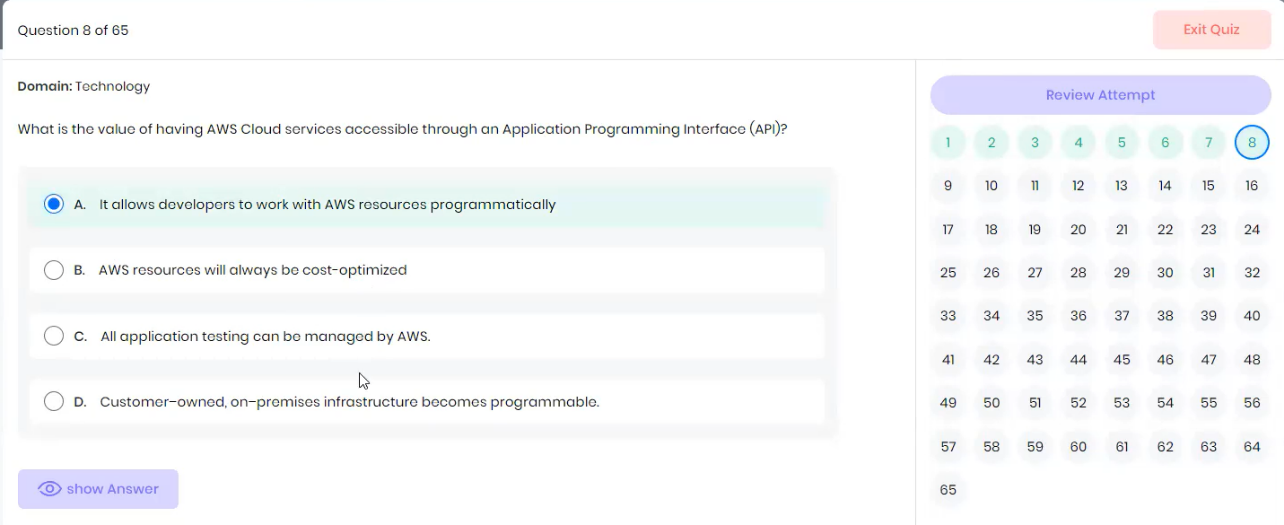 Question 8 of 65
Exit Quiz
Domain: Technology
What is the value of having AWS Cloud services accessible through an Application Programming Interface (API)?
A. It allows developers to work with AWS resources programmatically
B. AWS resources will always be cost-optimized
C. All application testing can be managed by AWS.
D. Customer-owned, on-premises infrastructure becomes programmable.
show Answer
Review Attempt
1 2 3 4 5 6 7 8
9 10 11 12 13 14 15 16
17 18 19 20 21 22 23 24
25 26 27 28 29 30 31 32
33 34 35 36 37 38 39 40
41 42 43 44 45 46 47 48
49 50 51 52 53 54 55 56
57 58 59 60 61 62 63 64
65